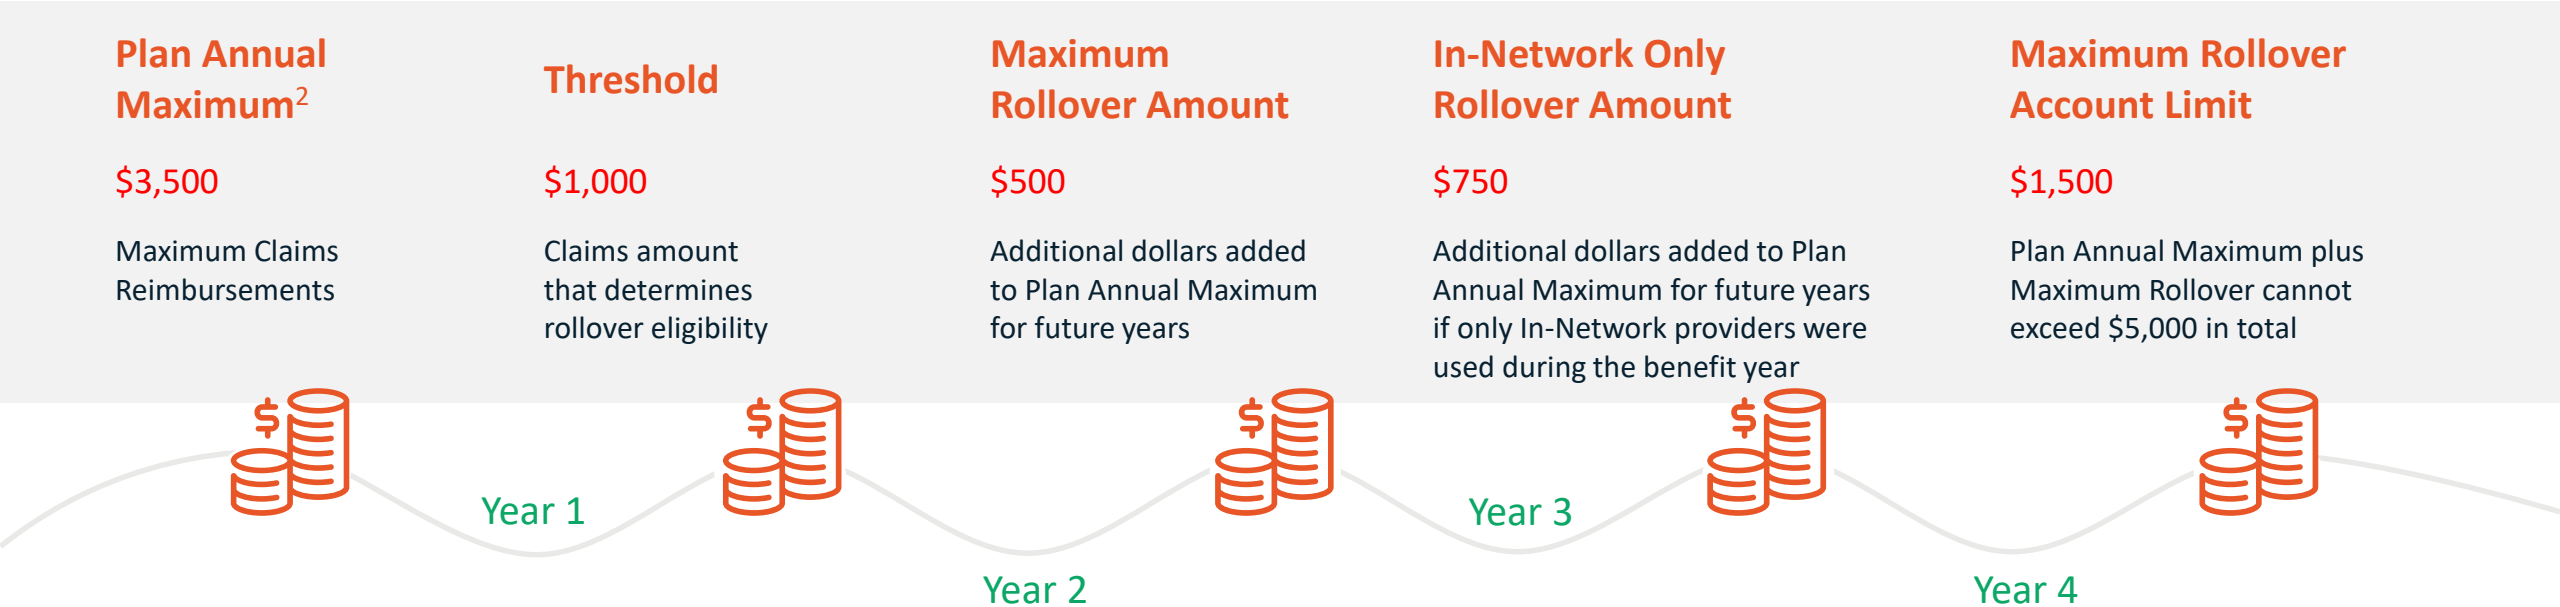 Plan Annual
Maximum2
$3,500
Maximum Claims
Reimbursements
Threshold
$1,000
Claims amount
that determines
rollover eligibility
Maximum
Rollover Amount
$500
Additional dollars added
to Plan Annual Maximum
for future years
In-Network Only
Rollover Amount
$750
Additional dollars added to Plan
Annual Maximum for future years
if only In-Network providers were
used during the benefit year
Maximum Rollover
Account Limit
$1,500
Plan Annual Maximum plus
Maximum Rollover cannot
exceed $5,000 in total
$
$
$
$
$
Year 1
Year 2
Year 3
Year 4